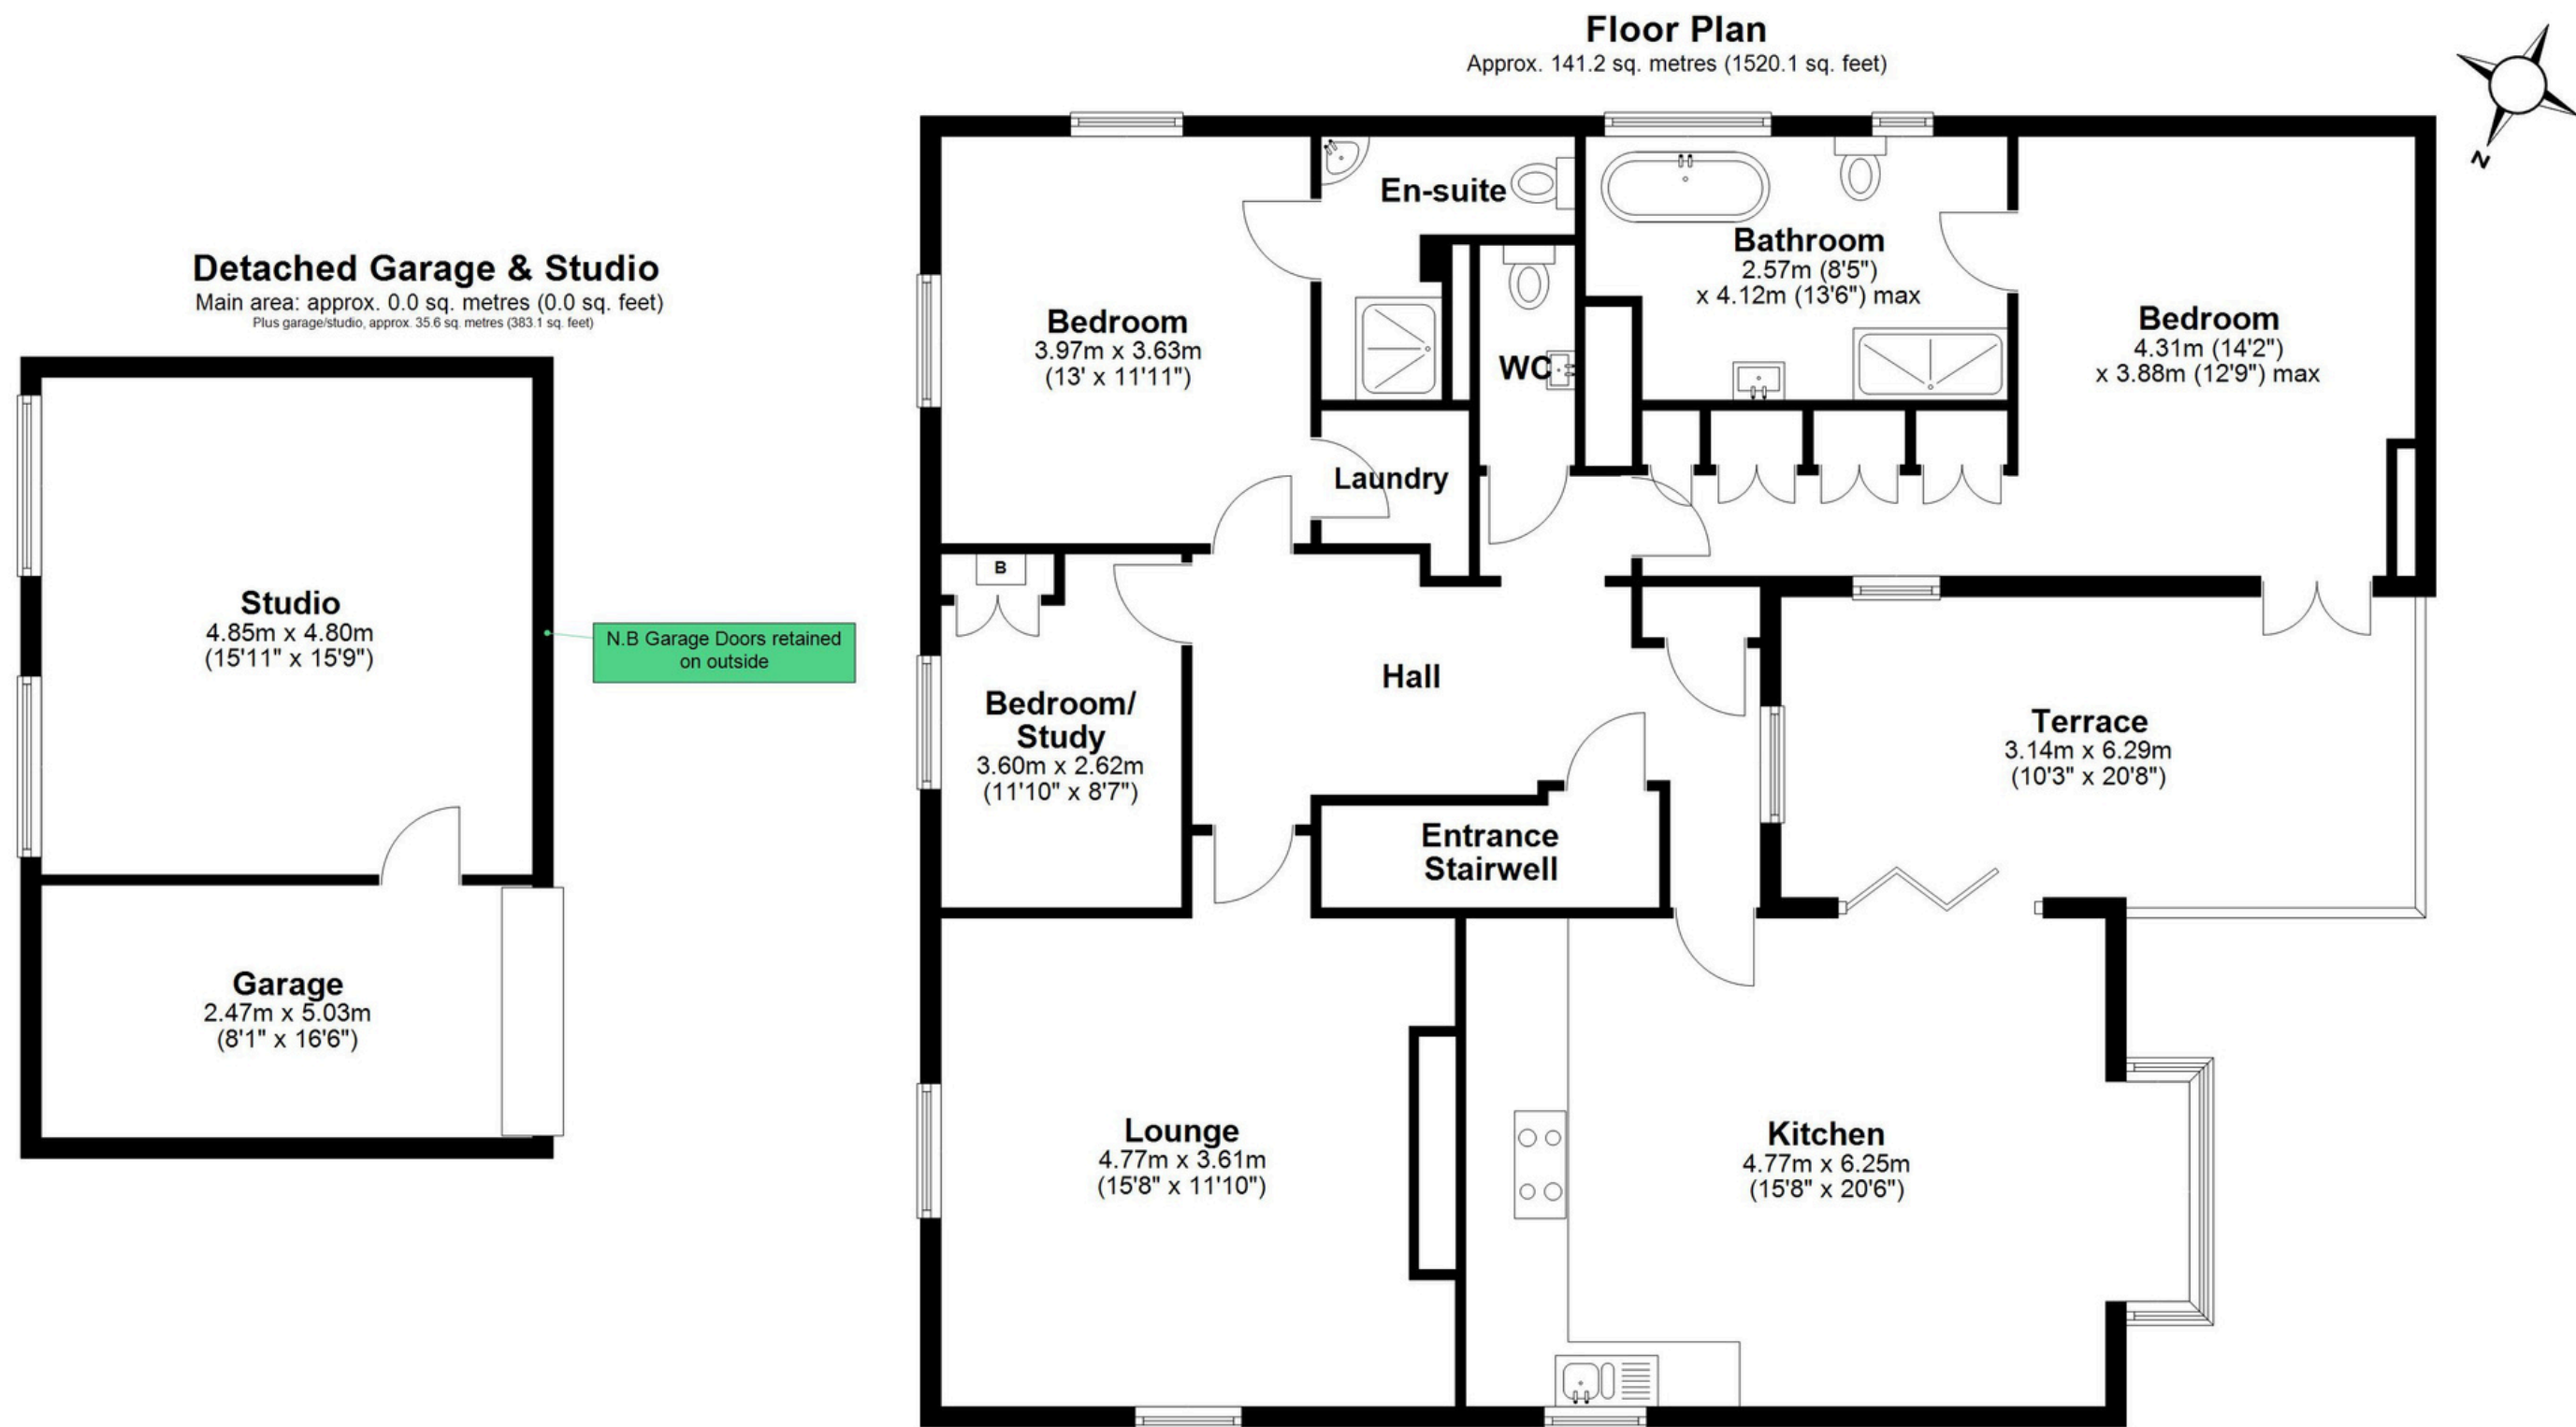 Floor Plan
Approx. 141.2 sq. metres (1520.1 sq. feet)
N
Detached Garage & Studio
Main area: approx. 0.0 sq. metres (0.0 sq. feet)
Plus garage/studio, approx. 35.6 sq. metres (383.1 sq. feet)
Studio
4.85m x 4.80m
(15'11" x 15'9")
N.B Garage Doors retained
on outside
Garage
2.47m x 5.03m
(8'1" x 16'6")
Bedroom
3.97m x 3.63m
(13' x 11'11")
En-suite
WC
Bathroom
2.57m (8'5")
x 4.12m (13'6") max
Bedroom
4.31m (14'2")
x 3.88m (12'9") max
Laundry
B
Bedroom/
Study
3.60m x 2.62m
(11'10" x 8'7")
Hall
Entrance
Stairwell
Terrace
3.14m x 6.29m
(10'3" x 20'8")
Lounge
4.77m x 3.61m
(15'8" x 11'10")
Kitchen
4.77m x 6.25m
(15'8" x 20'6")